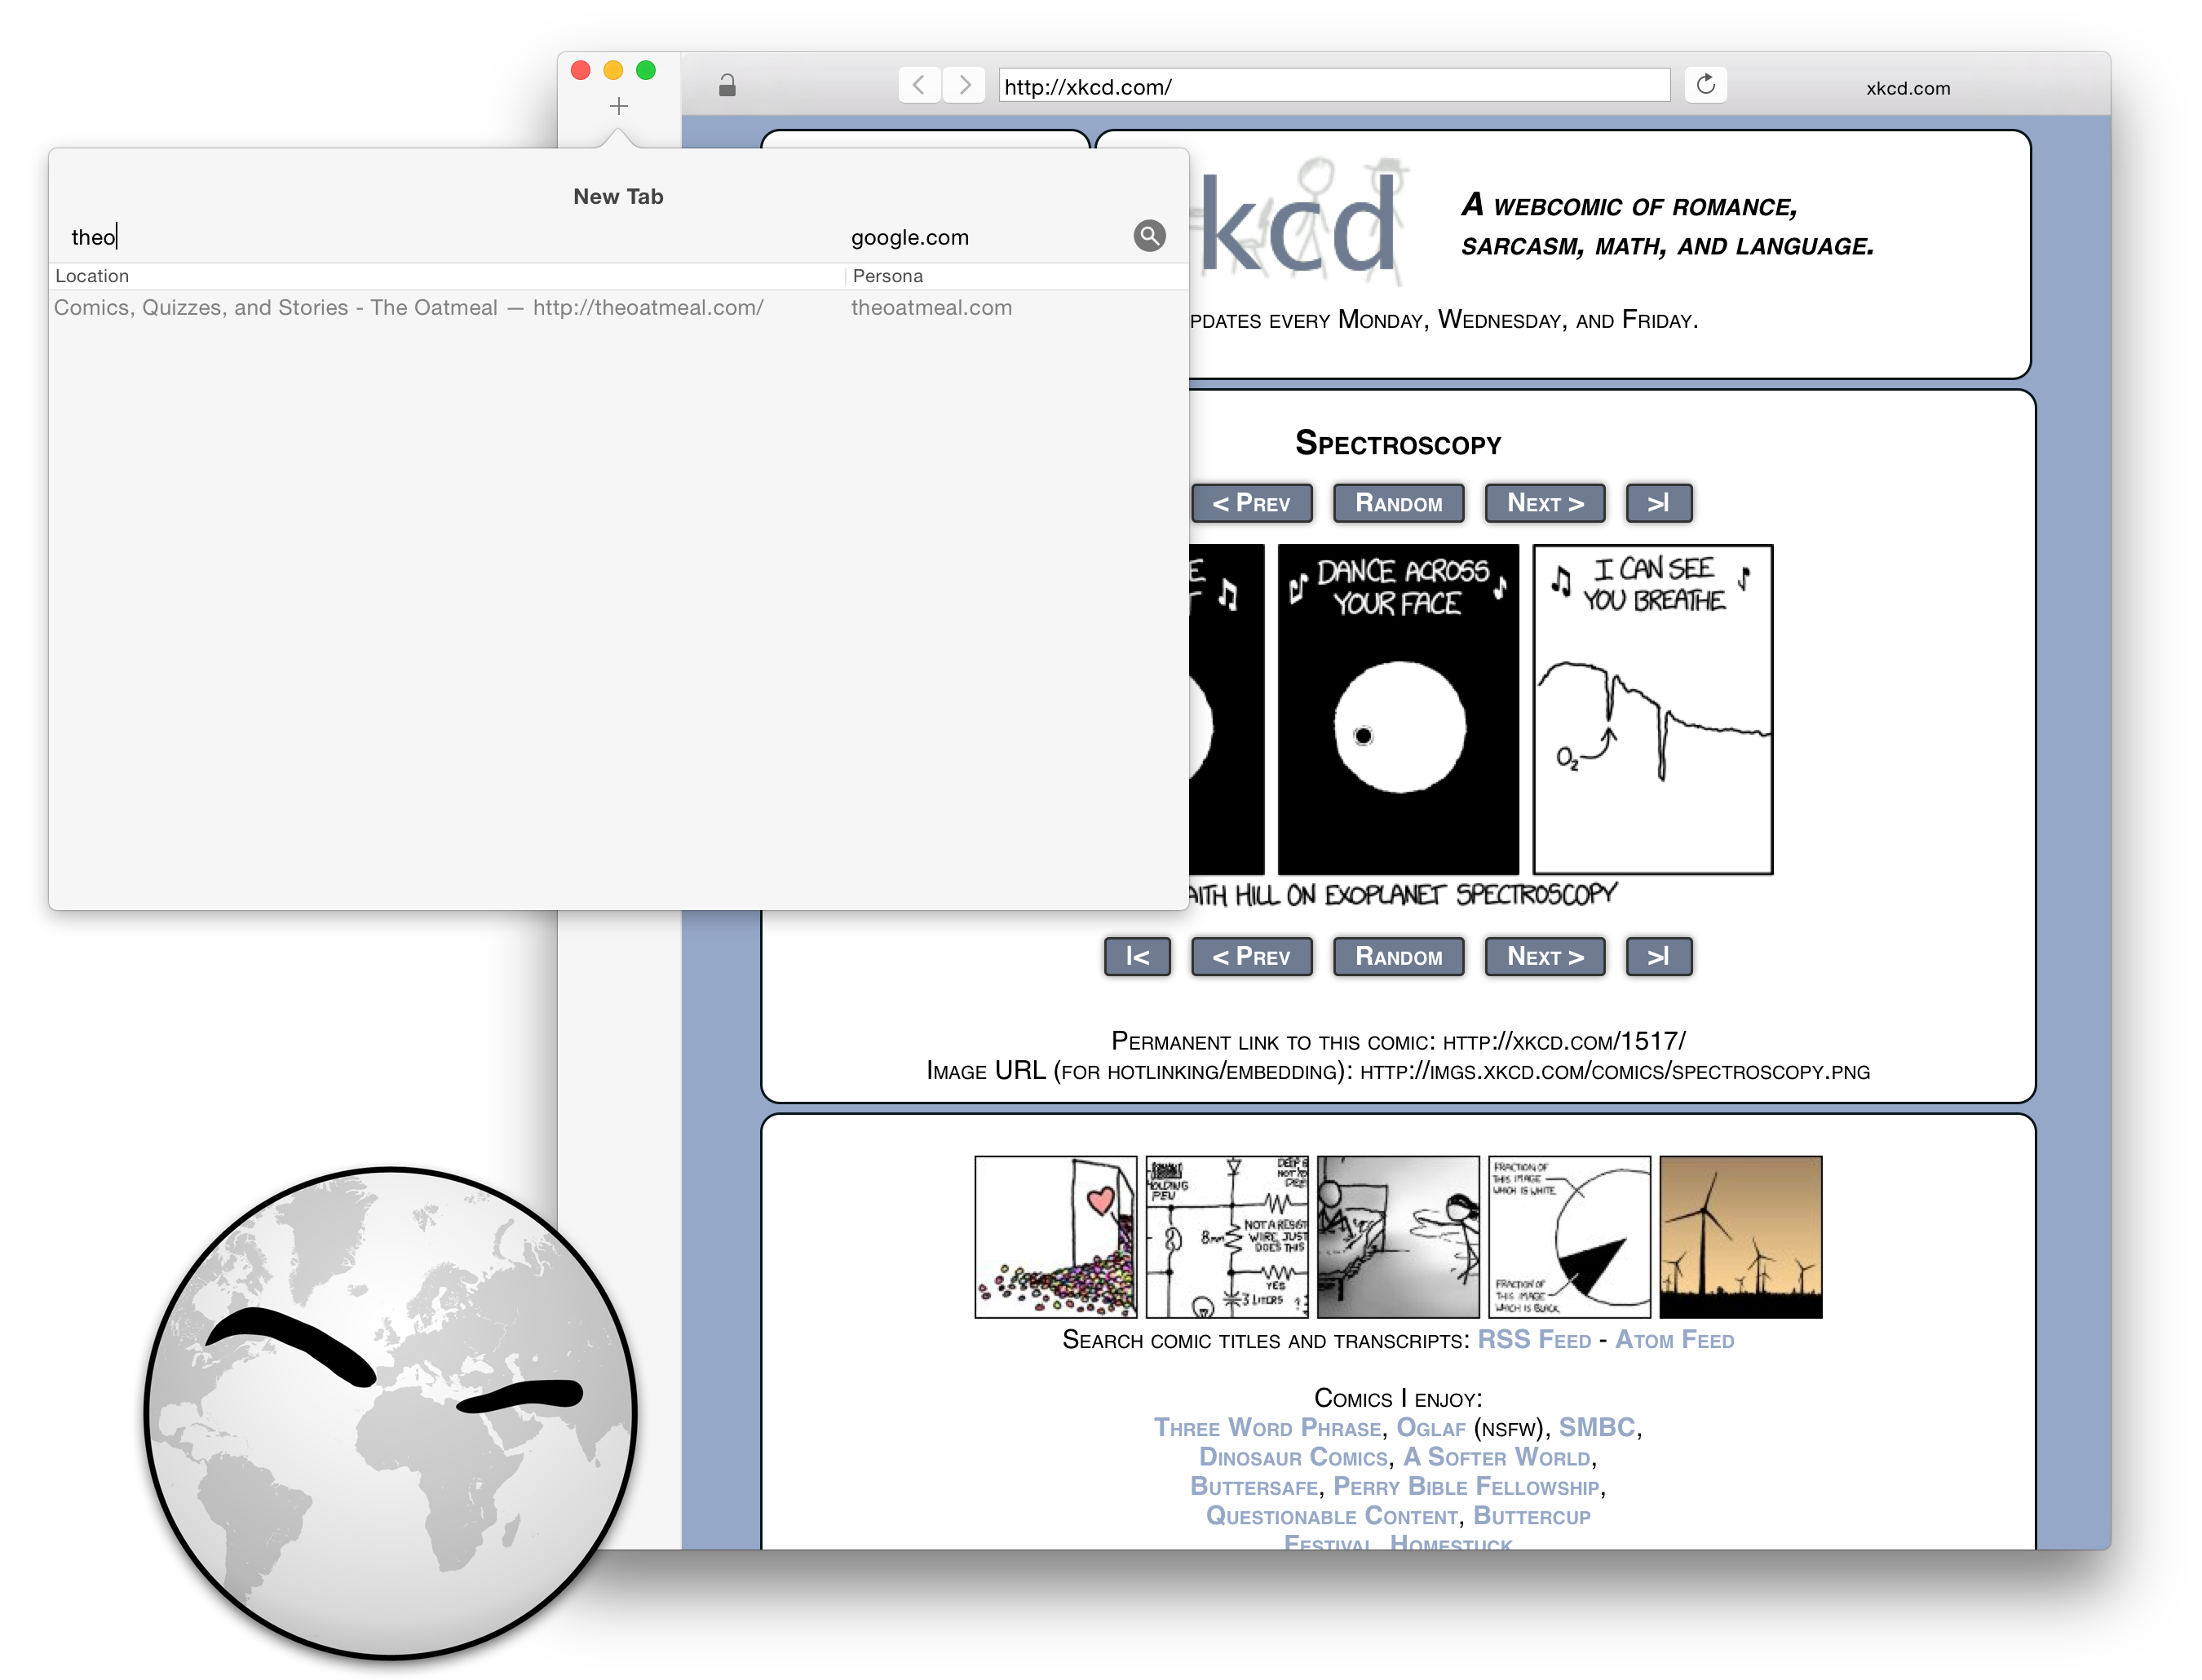 http://xkcd.com/
xkcd.com
New Tab
theo
google.com
Location
Persona
Comics, Quizzes, and Stories - The Oatmeal — http://theoatmeal.com/
theoatmeal.com
kcd
A webcomic of romance,
sarcasm, math, and language.
pdates every Monday, Wednesday, and Friday.
Spectroscopy
< Prev
Random
Next >
>|
DANCE ACROSS
YOUR FACE
I CAN SEE
YOU BREATHE
O2
AITH HILL ON EXOPLANET SPECTROSCOPY
|<
< Prev
Random
Next >
>|
Permanent link to this comic: http://xkcd.com/1517/
Image URL (for hotlinking/embedding): http://imgs.xkcd.com/comics/spectroscopy.png
HOLDING
PEU
8mm
NOT A RESIST
WIRE, JUST
DOES THIS
YES
3 LITERS
FRACTION OF
THIS IMAGE
WHICH IS WHITE
FRACTION OF
THIS IMAGE
WHICH IS BLACK
Search comic titles and transcripts: RSS Feed - Atom Feed
Comics I enjoy:
Three Word Phrase, Oglaf (nsfw), SMBC,
Dinosaur Comics, A Softer World,
Buttersafe, Perry Bible Fellowship,
Questionable Content, Buttercup
Festival, Homestuck